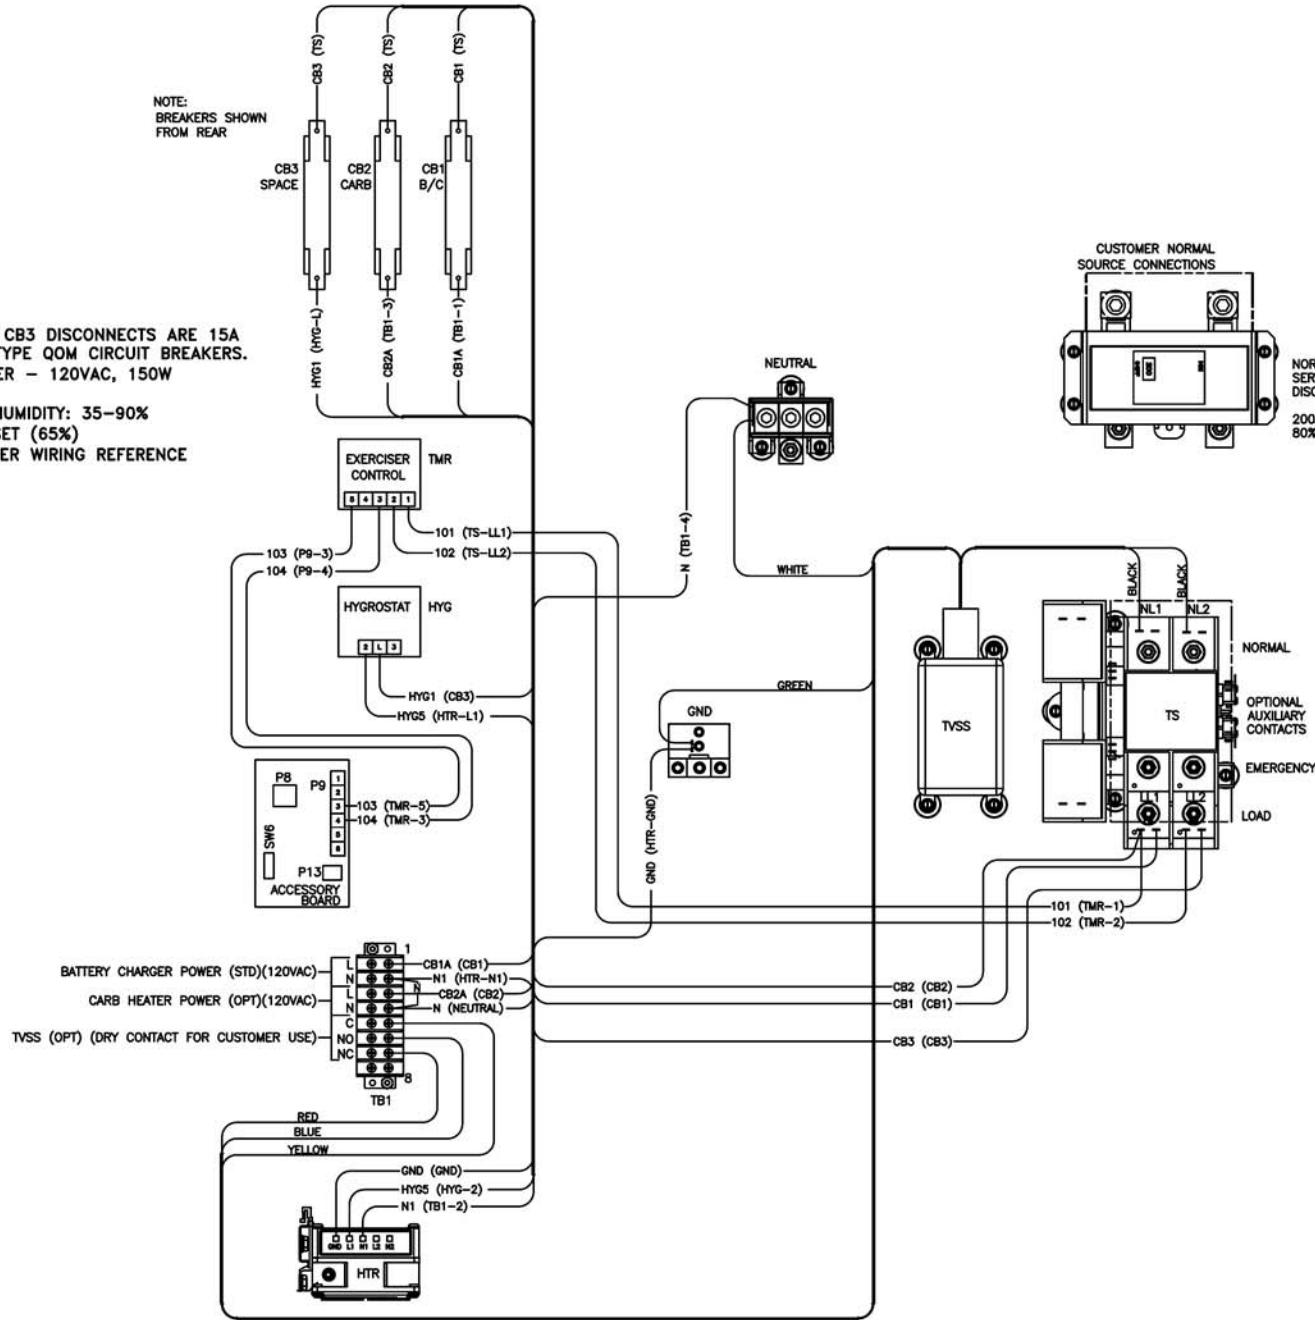 CB3 (TS)
CB2 (TS)
CB1 (TS)
NOTE:
BREAKERS SHOWN
FROM REAR
CB3
SPACE
CB2
CARB
CB1
B/C
HYG1 (HYG-L)
CB2A (TB1-3)
CB1A (TB1-1)
CB3 DISCONNECTS ARE 15A
TYPE QOM CIRCUIT BREAKERS.
ER – 120VAC, 150W
HUMIDITY: 35-90%
SET (65%)
ER WIRING REFERENCE
CUSTOMER NORMAL
SOURCE CONNECTIONS
200
NOR
SER
DISC
200
80%
NEUTRAL
N (TB1-4)
WHITE
EXERCISER
CONTROL
TMR
5 4 3 2 1
101 (TS-LL1)
102 (TS-LL2)
103 (P9-3)
104 (P9-4)
HYGROSTAT
HYG
2 L 3
HYG1 (CB3)
HYG5 (HTR-L1)
BLACK
BLACK
NL1
NL2
NORMAL
TS
OPTIONAL
AUXILIARY
CONTACTS
EMERGENCY
LL1
LL2
LOAD
TVSS
GREEN
GND
GND (HTR-GND)
P8
P9
1
2
3
4
5
6
SW6
P13
ACCESSORY
BOARD
103 (TMR-5)
104 (TMR-3)
101 (TMR-1)
102 (TMR-2)
BATTERY CHARGER POWER (STD)(120VAC)
CARB HEATER POWER (OPT)(120VAC)
TVSS (OPT) (DRY CONTACT FOR CUSTOMER USE)
L
N
L
N
C
NO
NC
1
8
TB1
CB1A (CB1)
N1 (HTR-N1)
N
CB2A (CB2)
N (NEUTRAL)
CB2 (CB2)
CB1 (CB1)
CB3 (CB3)
RED
BLUE
YELLOW
GND (GND)
HYG5 (HYG-2)
N1 (TB1-2)
GND L1 N1 L2 N2
HTR